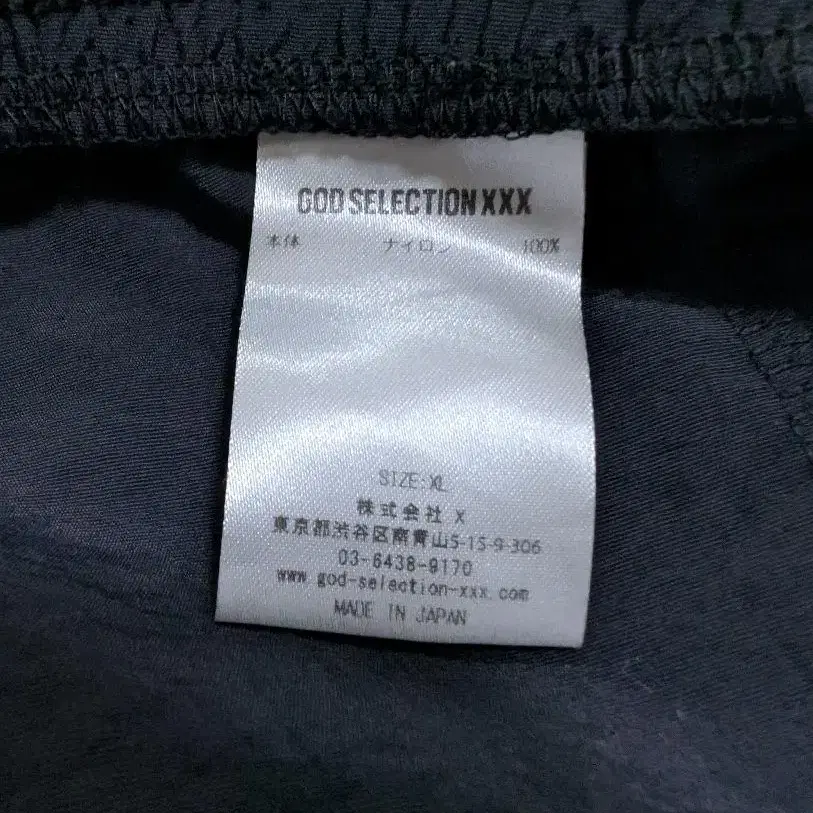 GOD SELECTION XXX
本体 ナイロン 100%
SIZE:XL
株式会社 X
東京都渋谷区南青山5-15-9-306
03-6438-9170
www.god-selection-xxx.com
MADE IN JAPAN